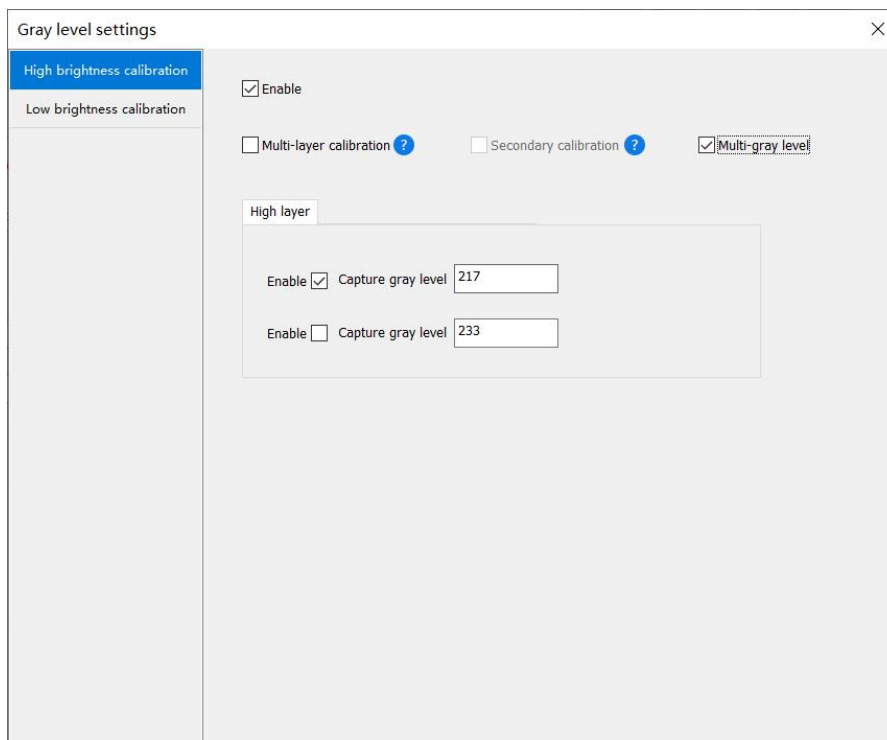 Gray level settings
High brightness calibration
Low brightness calibration
Enable
Multi-layer calibration ? Secondary calibration ? Multi-gray level
High layer
Enable Capture gray level 217
Enable Capture gray level 233